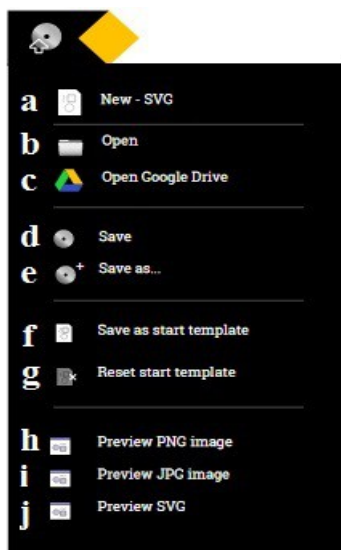 a New - SVG
b Open
c Open Google Drive
d Save
e Save as...
f Save as start template
g Reset start template
h Preview PNG image
i Preview JPG image
j Preview SVG